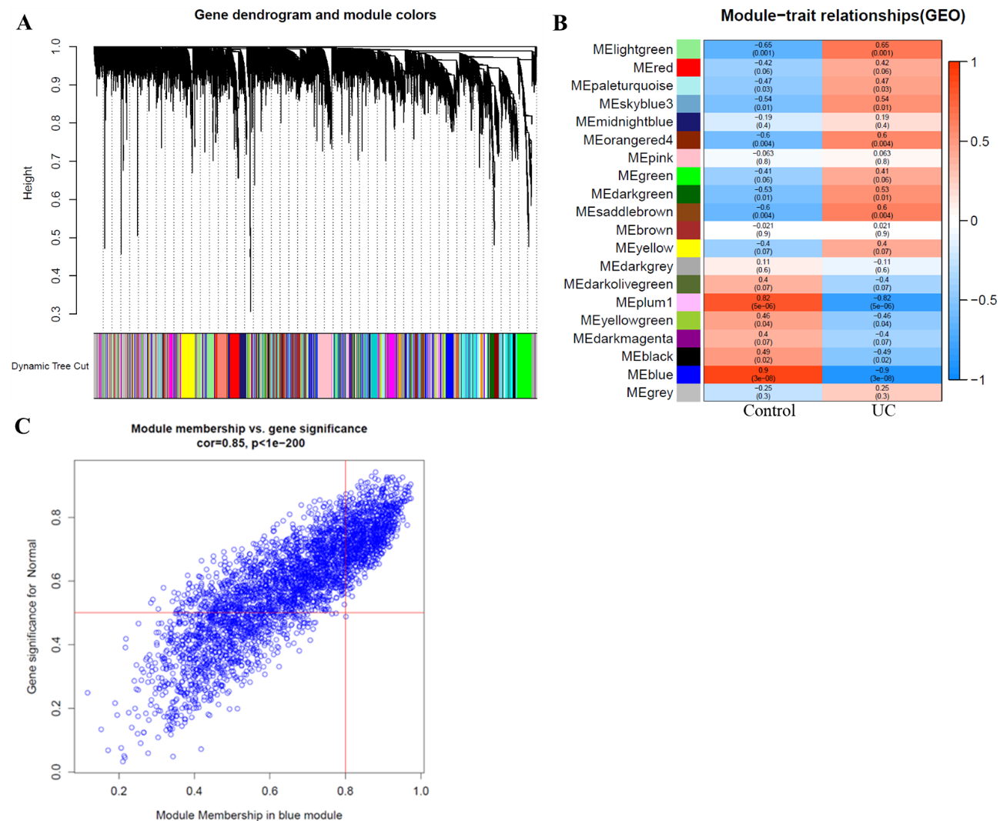 A
Gene dendrogram and module colors
Height
1.0
0.9
0.8
0.7
0.6
0.5
0.4
0.3
Dynamic Tree Cut
B
Module−trait relationships(GEO)
MElightgreen −0.65 (0.001) 0.65 (0.001)
MEred −0.42 (0.06) 0.42 (0.06)
MEpaleturquoise −0.47 (0.03) 0.47 (0.03)
MEskyblue3 −0.54 (0.01) 0.54 (0.01)
MEmidnightblue −0.19 (0.4) 0.19 (0.4)
MEorangered4 −0.6 (0.004) 0.6 (0.004)
MEpink −0.063 (0.8) 0.063 (0.8)
MEgreen −0.41 (0.06) 0.41 (0.06)
MEdarkgreen −0.53 (0.01) 0.53 (0.01)
MEsaddlebrown −0.6 (0.004) 0.6 (0.004)
MEbrown −0.021 (0.9) 0.021 (0.9)
MEyellow −0.4 (0.07) 0.4 (0.07)
MEdarkgrey 0.11 (0.6) −0.11 (0.6)
MEdarkolivegreen 0.4 (0.07) −0.4 (0.07)
MEplum1 0.82 (5e−06) −0.82 (5e−06)
MEyellowgreen 0.46 (0.04) −0.46 (0.04)
MEdarkmagenta 0.4 (0.07) −0.4 (0.07)
MEblack 0.49 (0.02) −0.49 (0.02)
MEblue 0.9 (3e−08) −0.9 (3e−08)
MEgrey −0.25 (0.3) 0.25 (0.3)
Control UC
1
0.5
0
−0.5
−1
C
Module membership vs. gene significance
cor=0.85, p<1e−200
Gene significance for Normal
0.8
0.6
0.4
0.2
0.0
0.2 0.4 0.6 0.8 1.0
Module Membership in blue module